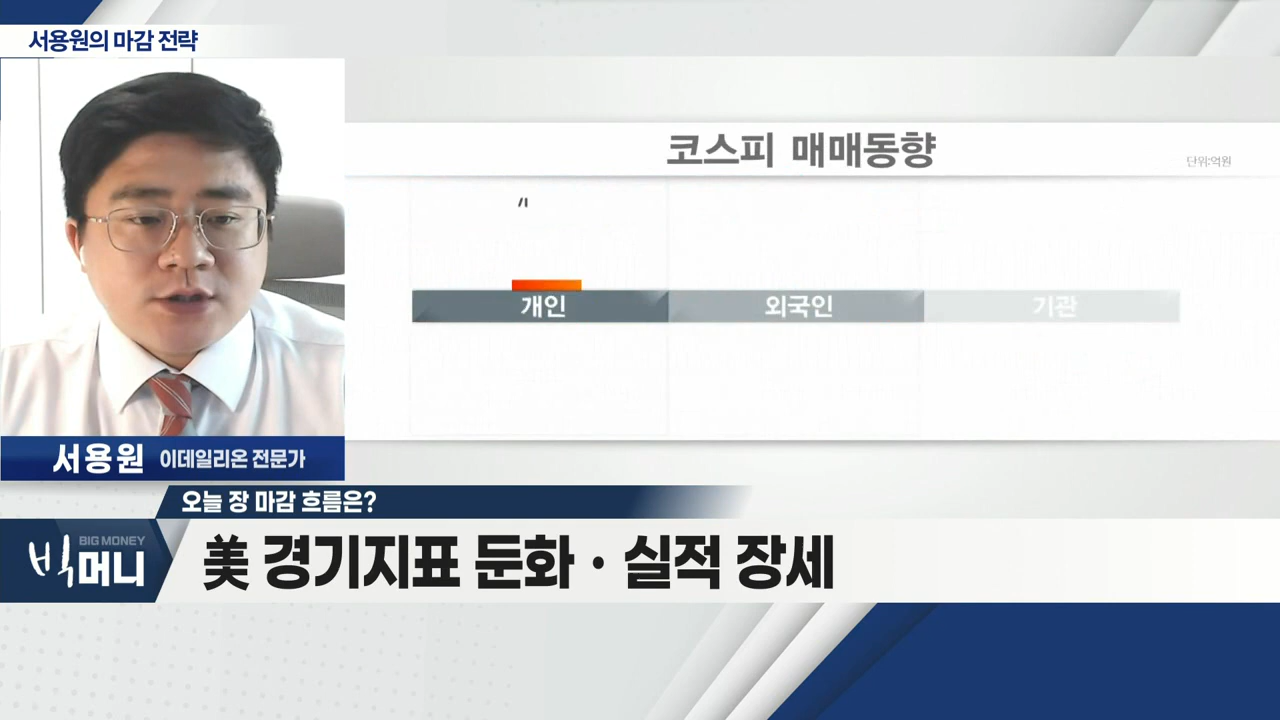 서용원의 마감 전략
코스피 매매동향
단위:억원
개인
외국인
기관
서용원 이데일리온 전문가
오늘 장 마감 흐름은?
BIG MONEY
빅머니
美 경기지표 둔화·실적 장세